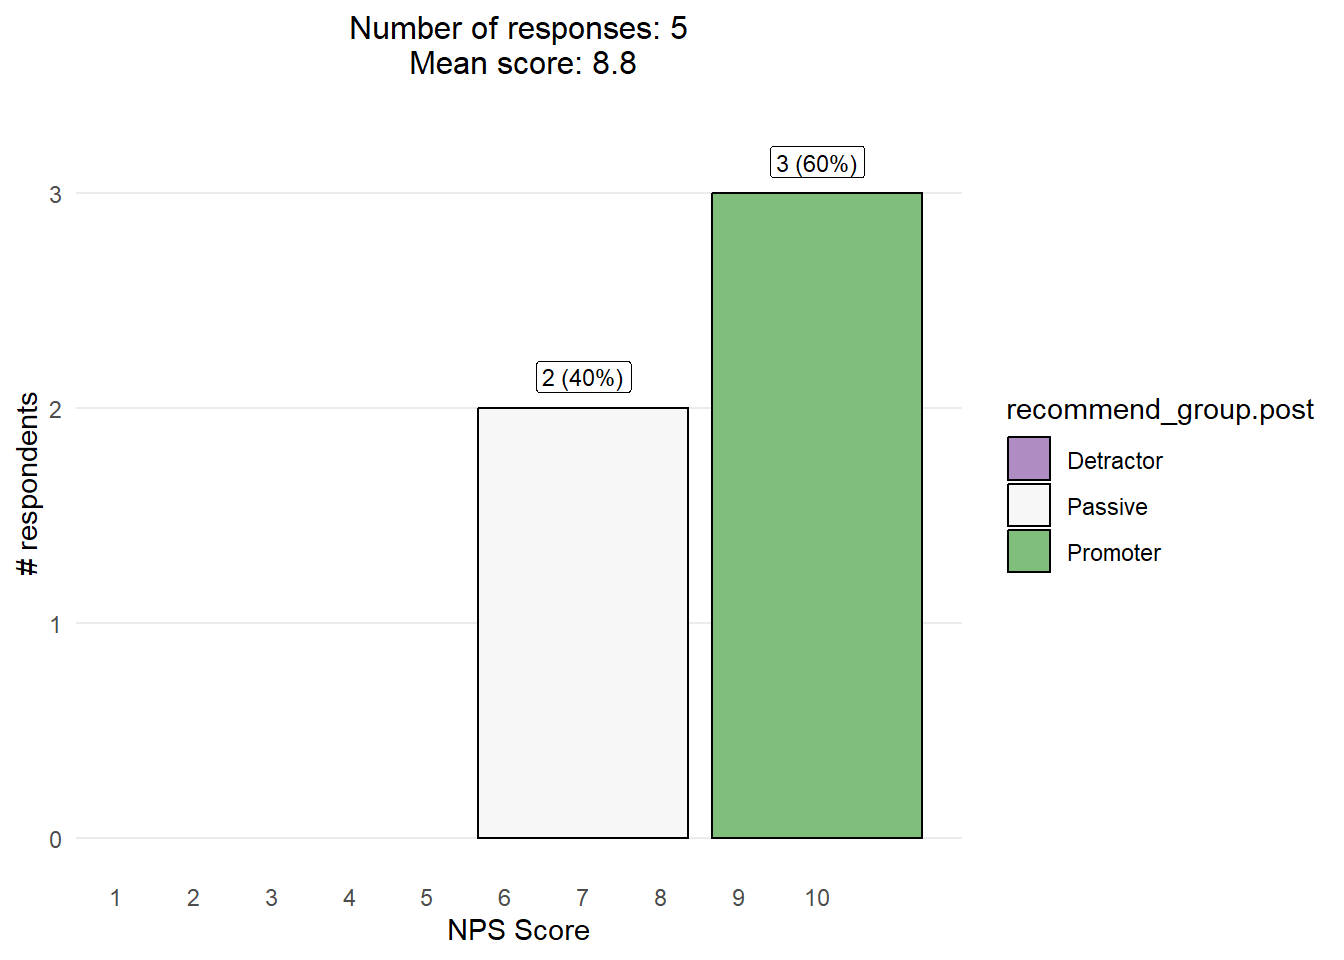 Number of responses: 5
Mean score: 8.8
3 (60%)
2 (40%)
3
2
1
0
# respondents
1 2 3 4 5 6 7 8 9 10
NPS Score
recommend_group.post
Detractor
Passive
Promoter